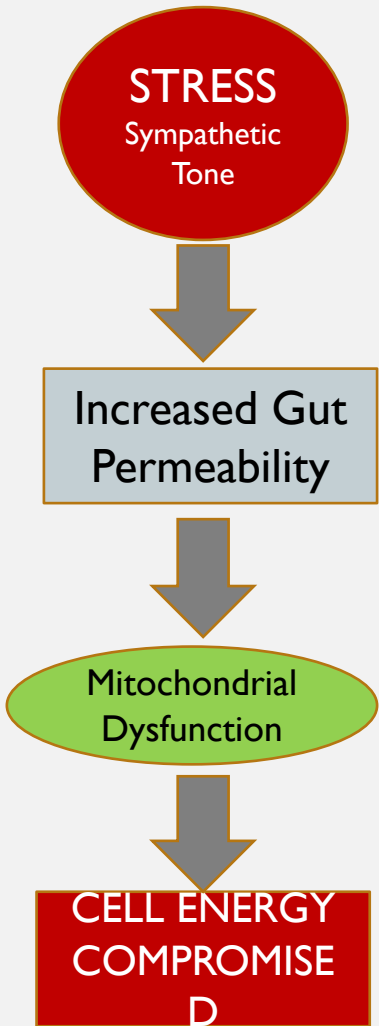 STRESS
Sympathetic
Tone
Increased Gut
Permeability
Mitochondrial
Dysfunction
CELL ENERGY
COMPROMISE
D